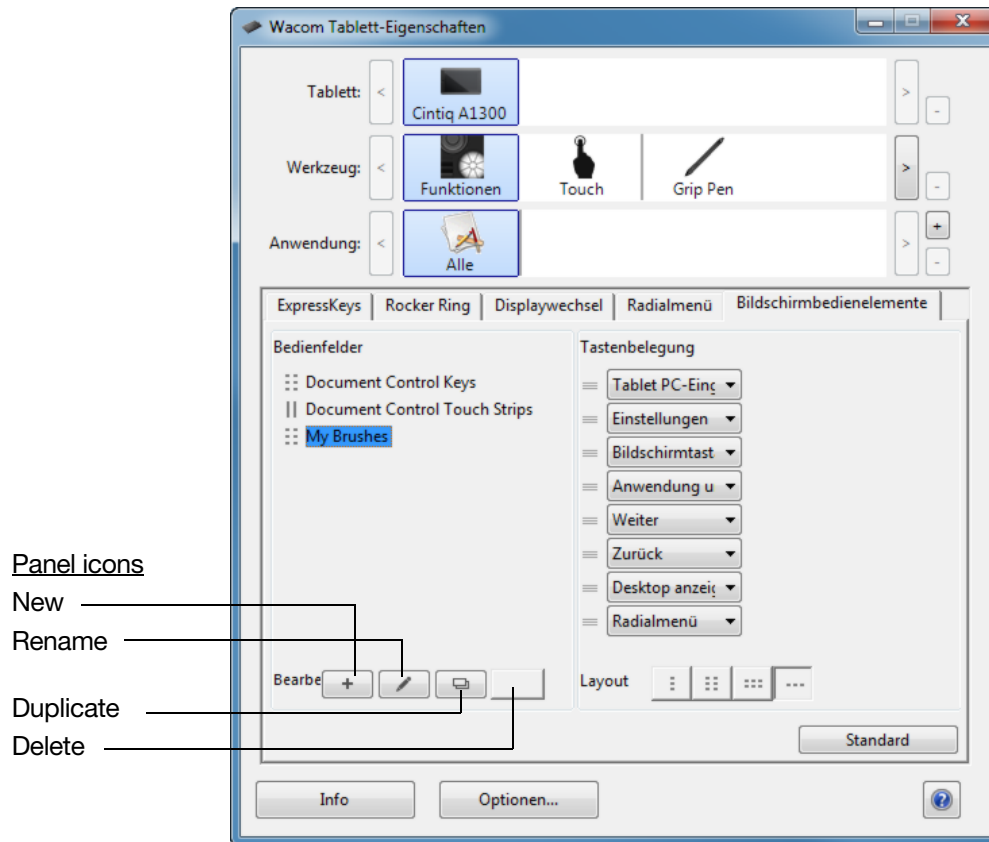 Wacom Tablett-Eigenschaften
Tablett:
<
Cintiq A1300
>
-
Werkzeug:
<
Funktionen
Touch
Grip Pen
>
-
Anwendung:
<
Alle
>
+
-
ExpressKeys
Rocker Ring
Displaywechsel
Radialmenü
Bildschirmbedienelemente
Bedienfelder
Document Control Keys
Document Control Touch Strips
My Brushes
Tastenbelegung
Tablet PC-Eing
Einstellungen
Bildschirmtast
Anwendung u
Weiter
Zurück
Desktop anzeig
Radialmenü
Panel icons
New
Rename
Duplicate
Delete
Bearbe
+
Layout
Standard
Info
Optionen...
?